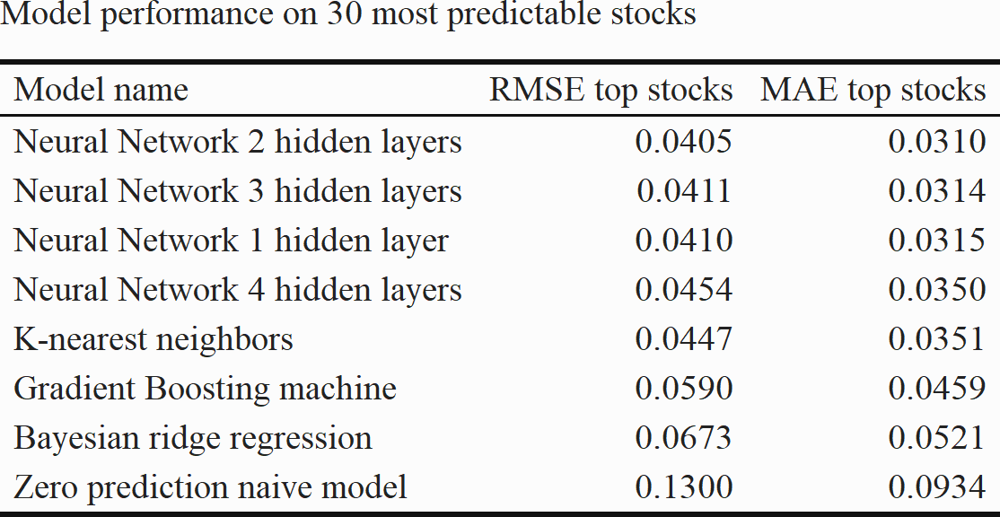 Model performance on 30 most predictable stocks
Model name RMSE top stocks MAE top stocks
Neural Network 2 hidden layers 0.0405 0.0310
Neural Network 3 hidden layers 0.0411 0.0314
Neural Network 1 hidden layer 0.0410 0.0315
Neural Network 4 hidden layers 0.0454 0.0350
K-nearest neighbors 0.0447 0.0351
Gradient Boosting machine 0.0590 0.0459
Bayesian ridge regression 0.0673 0.0521
Zero prediction naive model 0.1300 0.0934